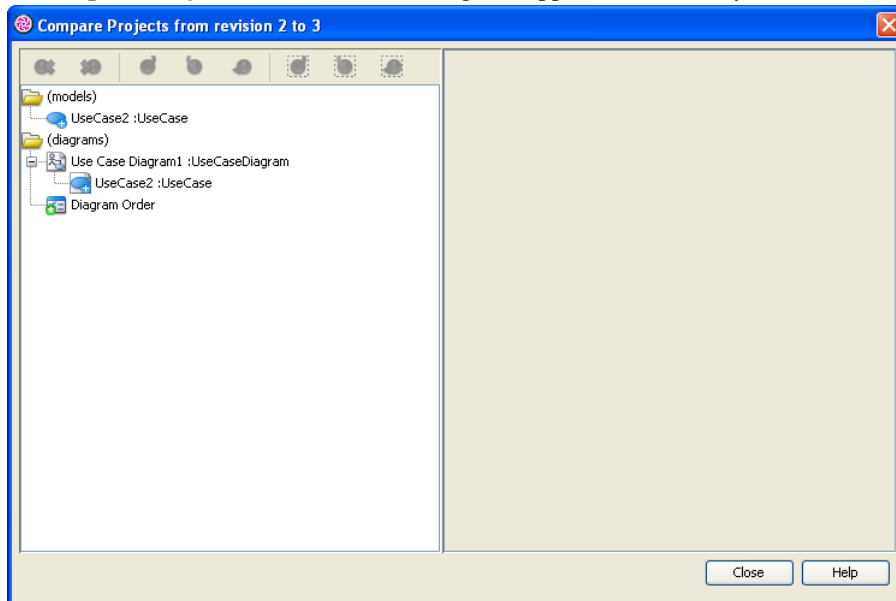 Compare Projects from revision 2 to 3
(models)
UseCase2 :UseCase
(diagrams)
Use Case Diagram1 :UseCaseDiagram
UseCase2 :UseCase
Diagram Order
Close Help